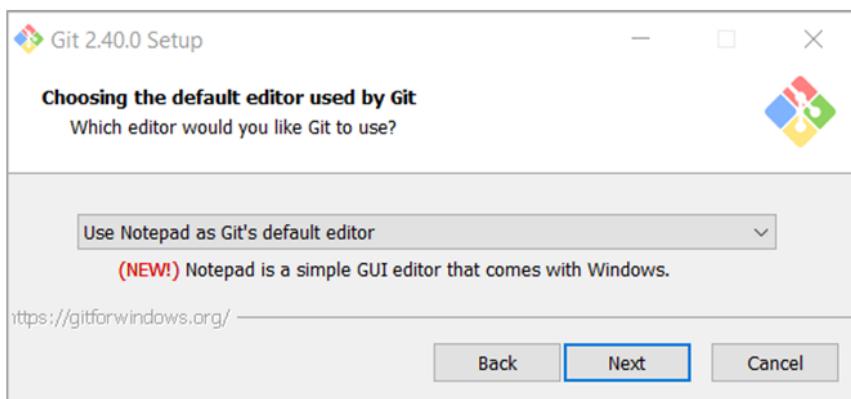 Git 2.40.0 Setup
Choosing the default editor used by Git
Which editor would you like Git to use?
Use Notepad as Git's default editor
(NEW!) Notepad is a simple GUI editor that comes with Windows.
https://gitforwindows.org/
Back Next Cancel